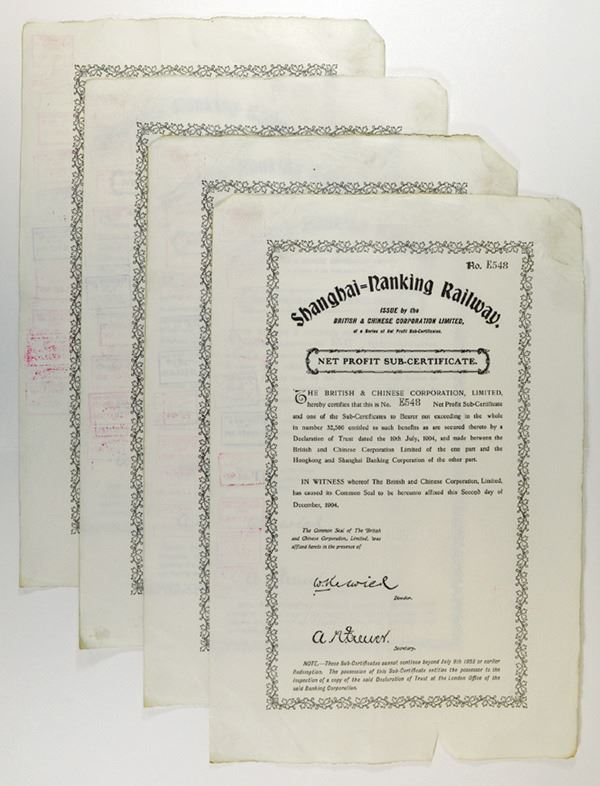 No. E548
Shanghai=Nanking Railway.
ISSUE by the
BRITISH & CHINESE CORPORATION LIMITED,
of a Series of Net Profit Sub-Certificates.
NET PROFIT SUB-CERTIFICATE.
THE BRITISH & CHINESE CORPORATION, LIMITED,
hereby certifies that this is No. E548 Net Profit Sub-Certificate
and one of the Sub-Certificates to Bearer not exceeding in the whole
in number 32,500 entitled to such benefits as are secured thereto by a
Declaration of Trust dated the 10th July, 1904, and made between the
British and Chinese Corporation Limited of the one part and the
Hongkong and Shanghai Banking Corporation of the other part.
IN WITNESS whereof The British and Chinese Corporation, Limited,
has caused its Common Seal to be hereunto affixed this Second day of
December, 1904.
The Common Seal of The British
and Chinese Corporation, Limited, was
affixed hereto in the presence of
W. Keswick
Director.
Secretary.
NOTE.—These Sub-Certificates cannot continue beyond July 9th 1953 or earlier
Redemption. The possession of this Sub-Certificate entitles the possessor to the
inspection of a copy of the said Declaration of Trust at the London Office of the
said Banking Corporation.